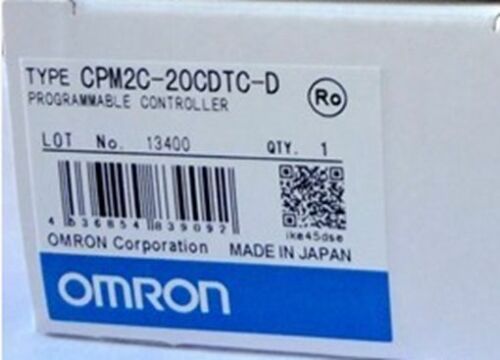 TYPE CPM2C-20CDTC-D
Ro
PROGRAMMABLE CONTROLLER
LOT No. 13400 QTY. 1
4 536854 839092
ike45dse
OMRON Corporation MADE IN JAPAN
OMRON